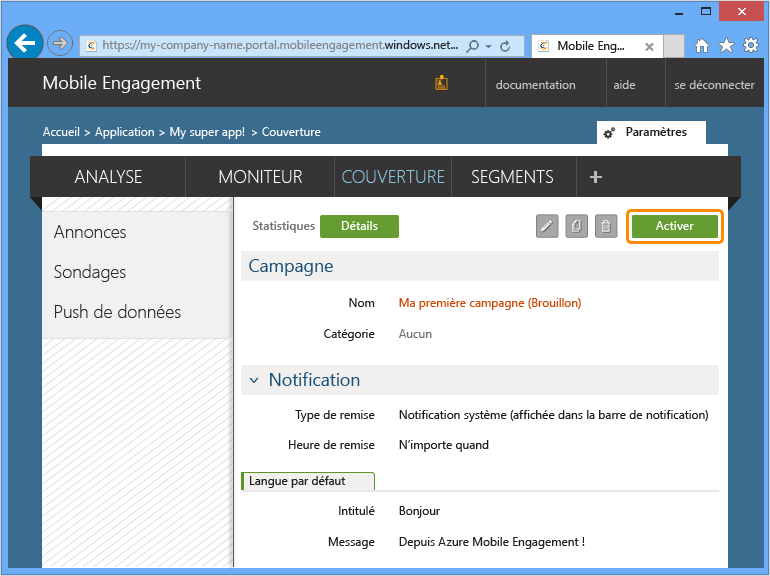 https://my-company-name.portal.mobileengagement.windows.net...
Mobile Eng...
Mobile Engagement
documentation
aide
se déconnecter
Accueil > Application > My super app! > Couverture
Paramètres
ANALYSE
MONITEUR
COUVERTURE
SEGMENTS
+
Annonces
Sondages
Push de données
Statistiques
Détails
Activer
Campagne
Nom Ma première campagne (Brouillon)
Catégorie Aucun
Notification
Type de remise Notification système (affichée dans la barre de notification)
Heure de remise N'importe quand
Langue par défaut
Intitulé Bonjour
Message Depuis Azure Mobile Engagement !